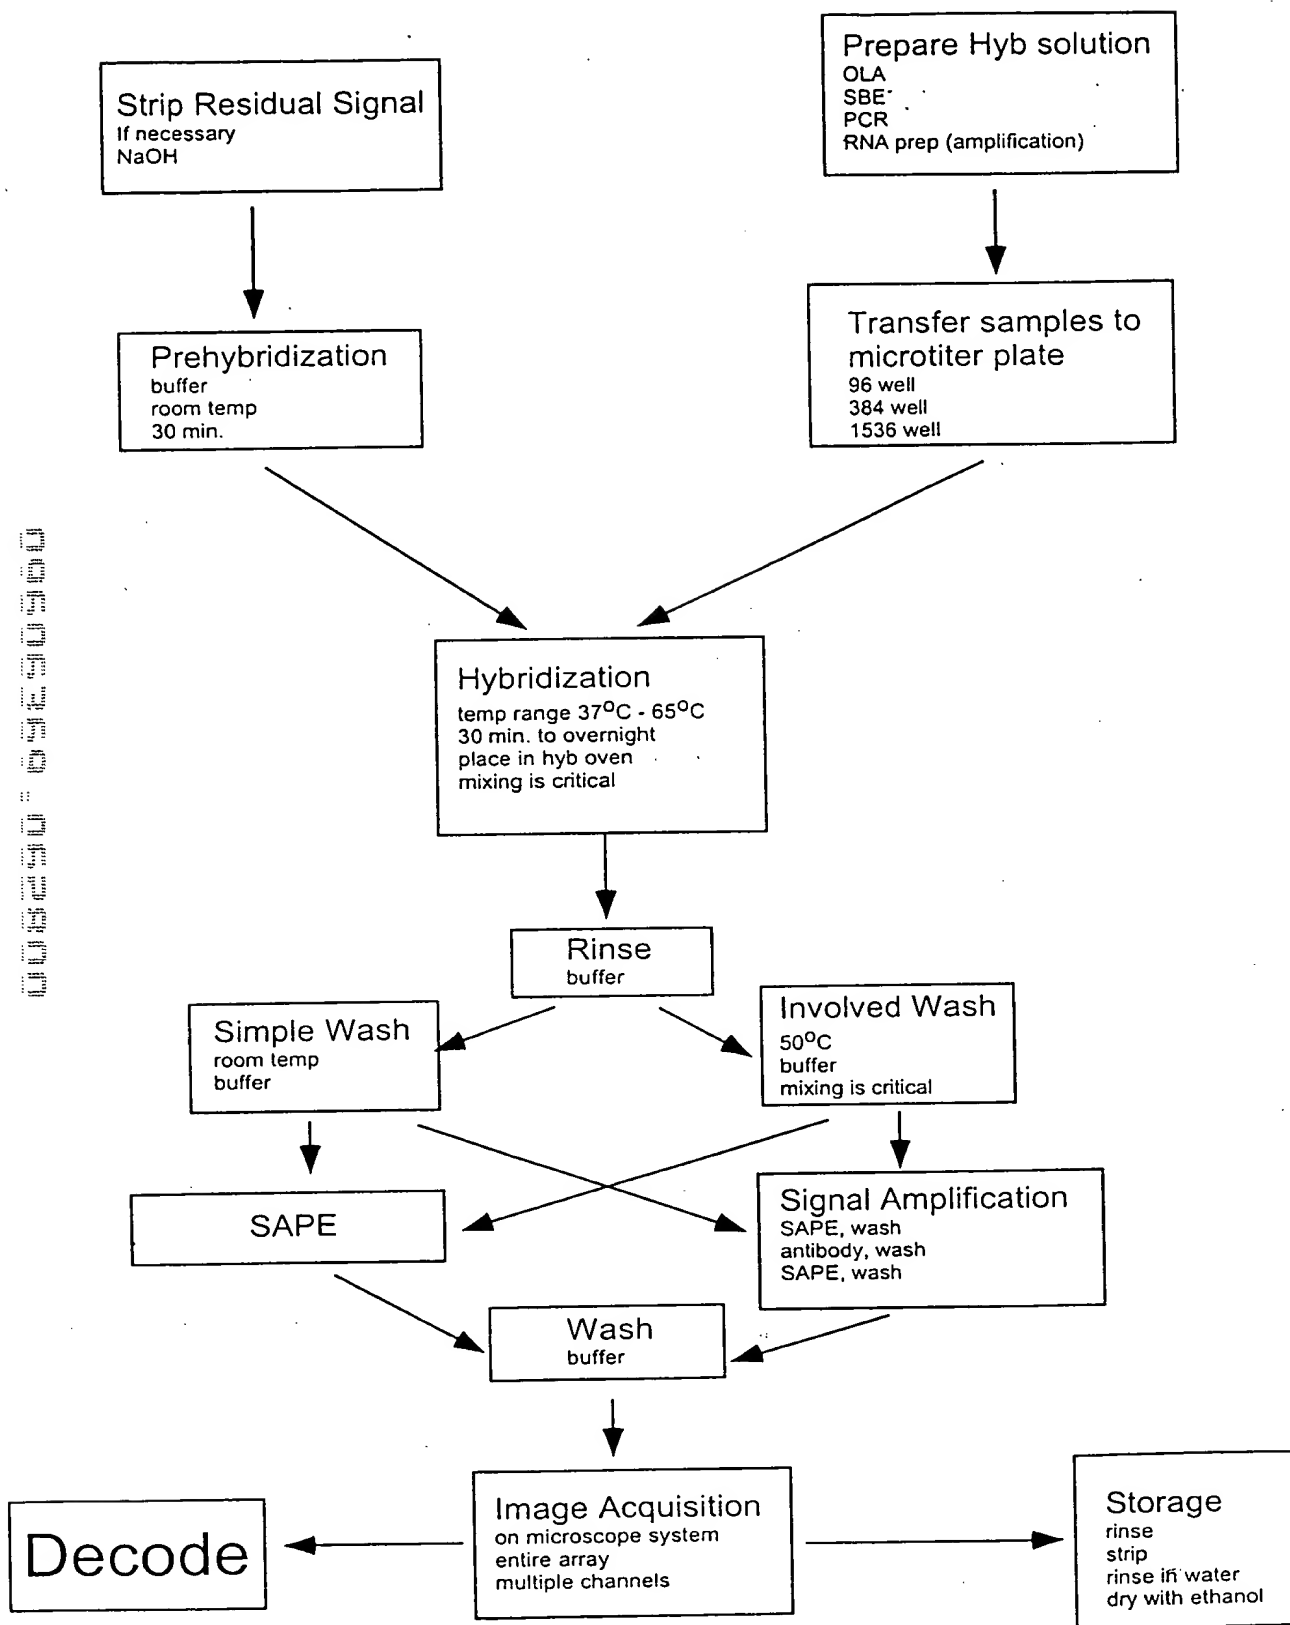 Prepare Hyb solution
OLA
SBE
PCR
RNA prep (amplification)
Strip Residual Signal
If necessary
NaOH
Transfer samples to
microtiter plate
96 well
384 well
1536 well
Prehybridization
buffer
room temp
30 min.
Hybridization
temp range 37°C - 65°C
30 min. to overnight
place in hyb oven
mixing is critical
Rinse
buffer
Simple Wash
room temp
buffer
Involved Wash
50°C
buffer
mixing is critical
SAPE
Signal Amplification
SAPE, wash
antibody, wash
SAPE, wash
Wash
buffer
Decode
Image Acquisition
on microscope system
entire array
multiple channels
Storage
rinse
strip
rinse in water
dry with ethanol